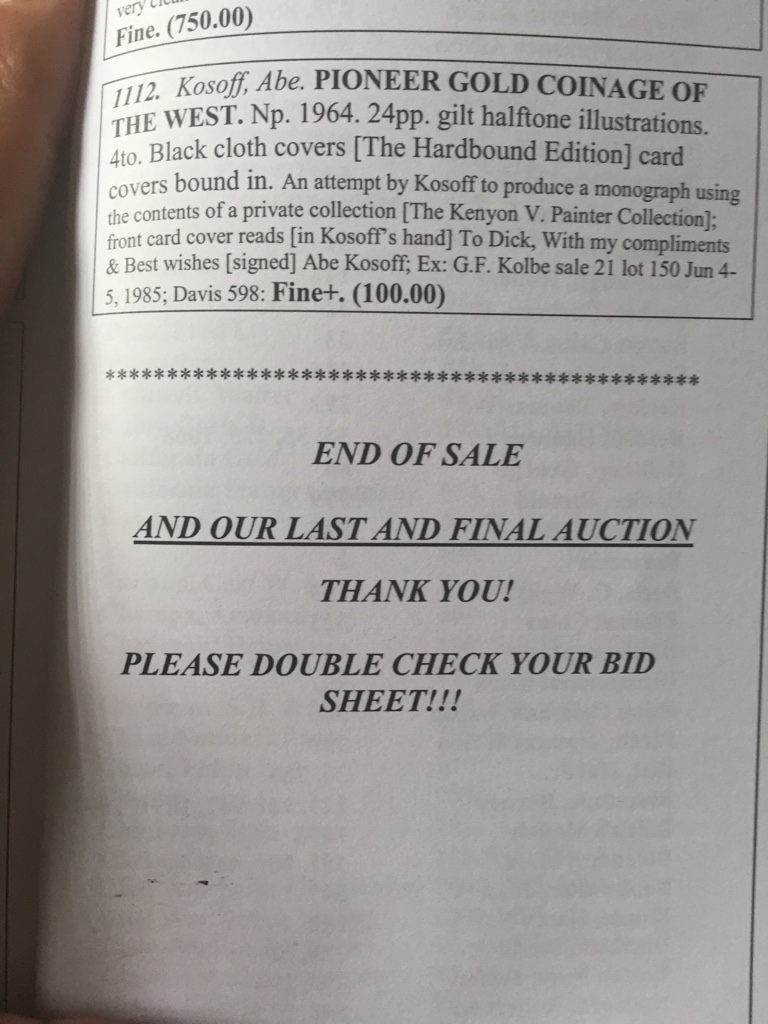 very clean
Fine. (750.00)
1112. Kosoff, Abe. PIONEER GOLD COINAGE OF
THE WEST. Np. 1964. 24pp. gilt halftone illustrations.
4to. Black cloth covers [The Hardbound Edition] card
covers bound in. An attempt by Kosoff to produce a monograph using
the contents of a private collection [The Kenyon V. Painter Collection];
front card cover reads [in Kosoff's hand] To Dick, With my compliments
& Best wishes [signed] Abe Kosoff; Ex: G.F. Kolbe sale 21 lot 150 Jun 4-
5, 1985; Davis 598: Fine+. (100.00)
************************************************
END OF SALE
AND OUR LAST AND FINAL AUCTION
THANK YOU!
PLEASE DOUBLE CHECK YOUR BID
SHEET!!!